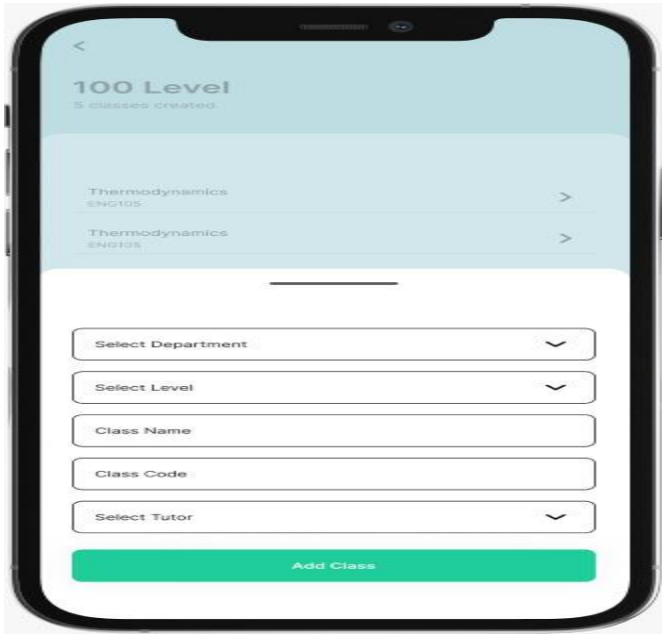 100 Level
5 classes created
Thermodynamics
ENG105
Thermodynamics
ENG105
Select Department
Select Level
Class Name
Class Code
Select Tutor
Add Class